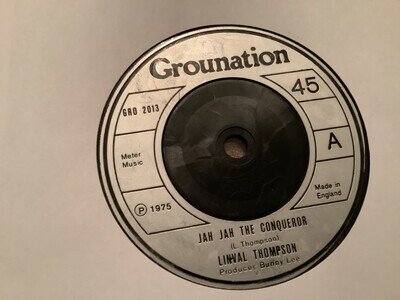 Grounation
45
GRO 2013
A
Meter
Music
Made in
England
℗ 1975
JAH JAH THE CONQUEROR
(L. Thompson)
LINVAL THOMPSON
Producer Bunny Lee